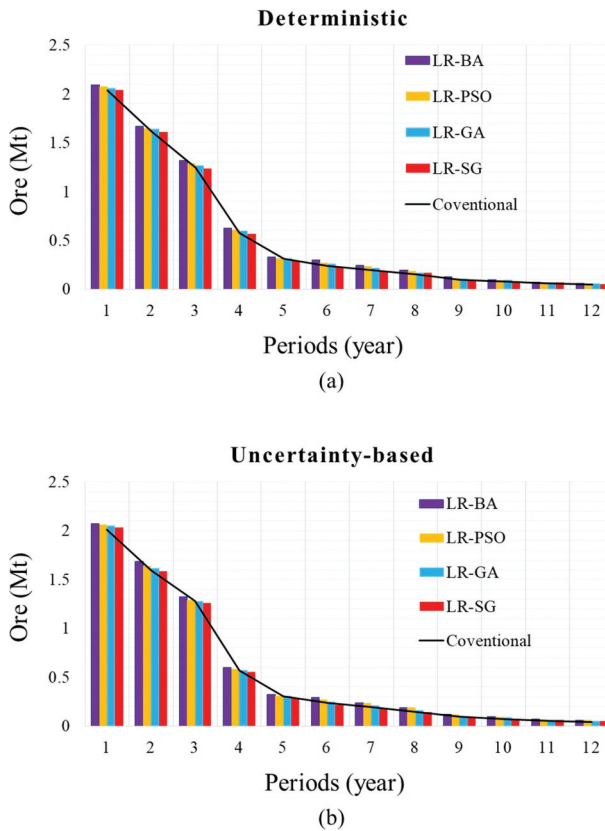 Deterministic
2.5
2
1.5
1
0.5
0
Ore (Mt)
LR-BA
LR-PSO
LR-GA
LR-SG
Coventional
1 2 3 4 5 6 7 8 9 10 11 12
Periods (year)
(a)
Uncertainty-based
2.5
2
1.5
1
0.5
0
Ore (Mt)
LR-BA
LR-PSO
LR-GA
LR-SG
Coventional
1 2 3 4 5 6 7 8 9 10 11 12
Periods (year)
(b)